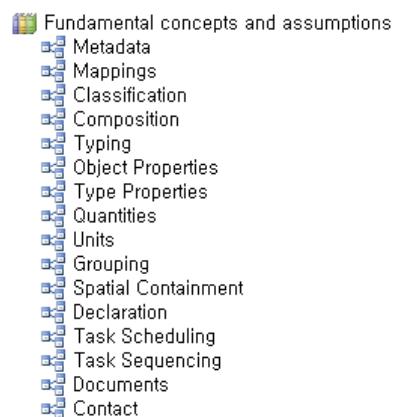 Fundamental concepts and assumptions
Metadata
Mappings
Classification
Composition
Typing
Object Properties
Type Properties
Quantities
Units
Grouping
Spatial Containment
Declaration
Task Scheduling
Task Sequencing
Documents
Contact